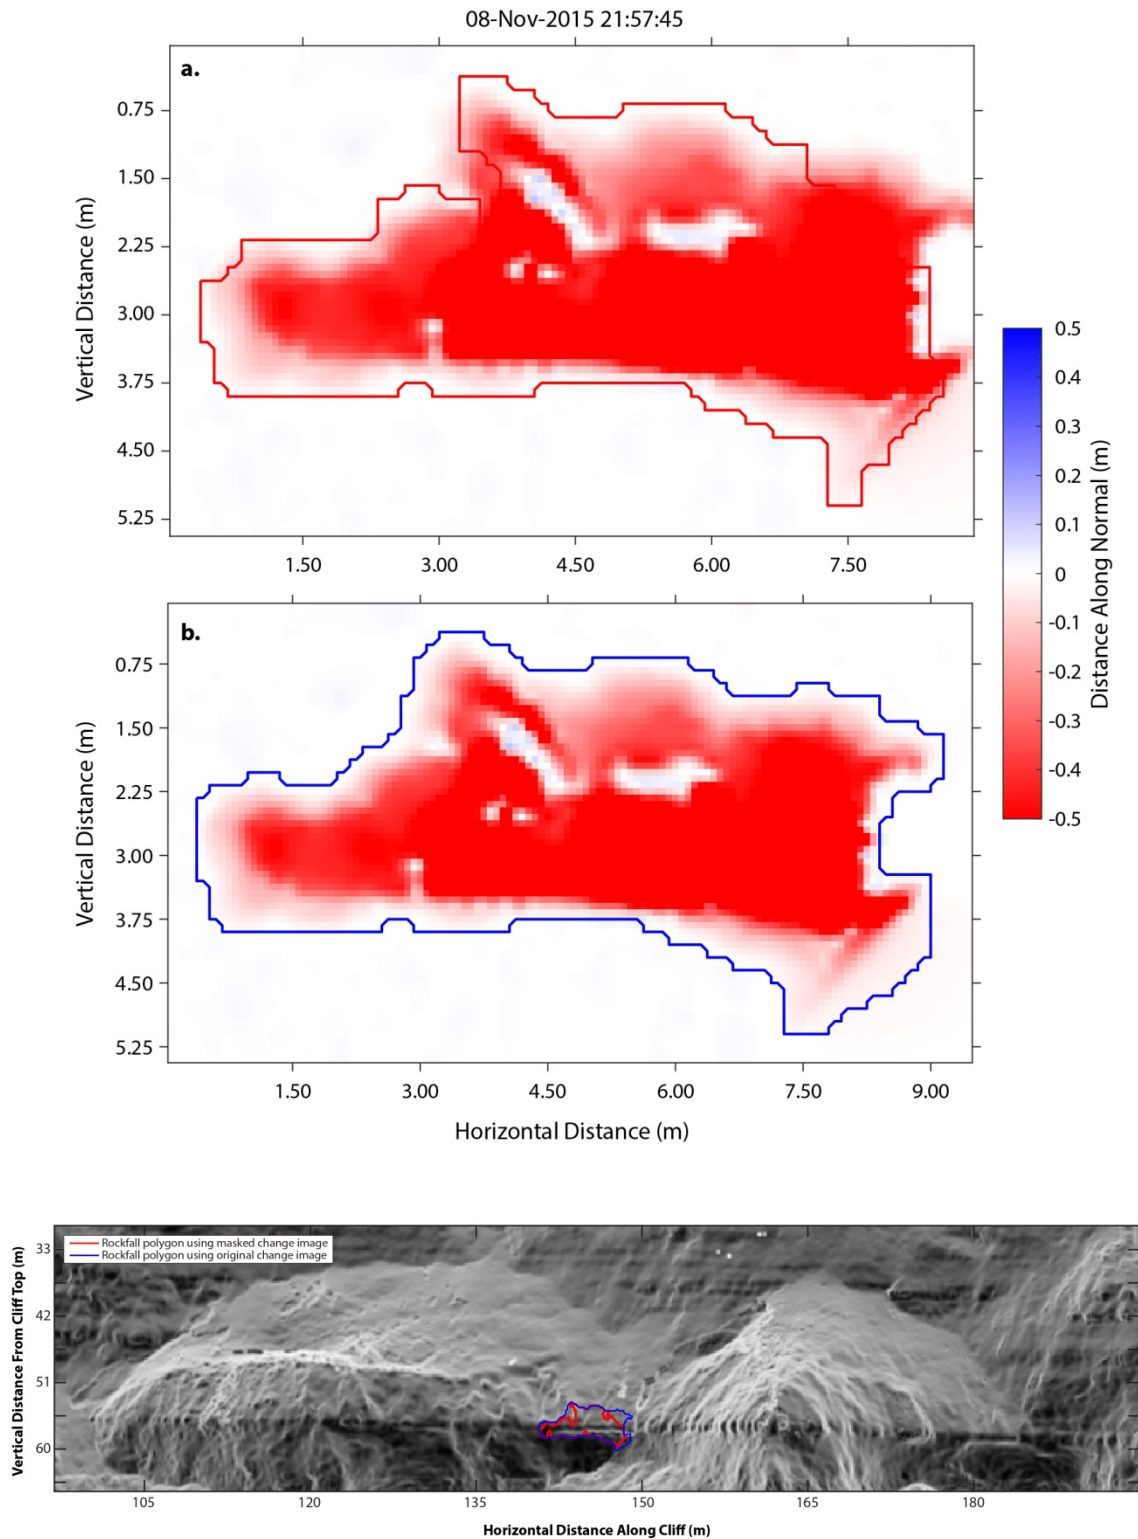 08-Nov-2015 21:57:45
a.
0.75
1.50
2.25
3.00
3.75
4.50
5.25
Vertical Distance (m)
1.50 3.00 4.50 6.00 7.50
b.
0.75
1.50
2.25
3.00
3.75
4.50
5.25
Vertical Distance (m)
1.50 3.00 4.50 6.00 7.50 9.00
Horizontal Distance (m)
0.5
0.4
0.3
0.2
0.1
0
-0.1
-0.2
-0.3
-0.4
-0.5
Distance Along Normal (m)
Rockfall polygon using masked change image
Rockfall polygon using original change image
33
42
51
60
Vertical Distance From Cliff Top (m)
105 120 135 150 165 180
Horizontal Distance Along Cliff (m)